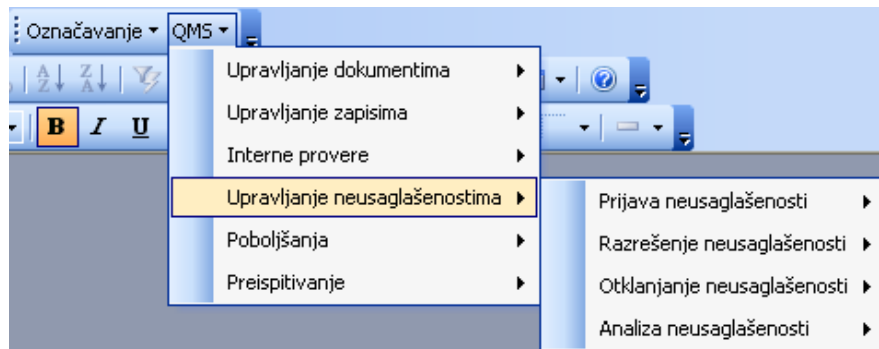 Označavanje QMS
Upravljanje dokumentima
A Z Z A
Upravljanje zapisima
B I U
Interne provere
Upravljanje neusaglašenostima
Prijava neusaglašenosti
Poboljšanja
Razrešenje neusaglašenosti
Preispitivanje
Otklanjanje neusaglašenosti
Analiza neusaglašenosti